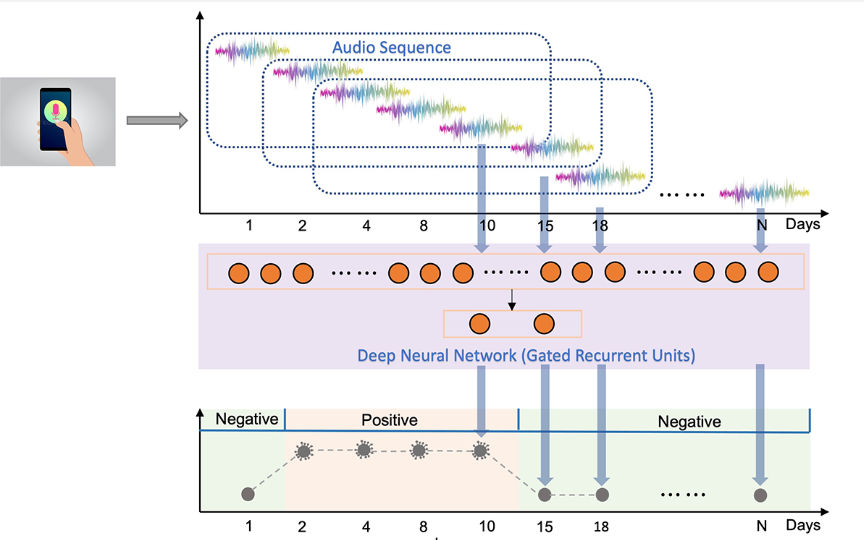 Audio Sequence
...... 
1 2 4 8 10 15 18 N Days
...... ...... ......
Deep Neural Network (Gated Recurrent Units)
Negative Positive Negative
......
1 2 4 8 10 15 18 N Days